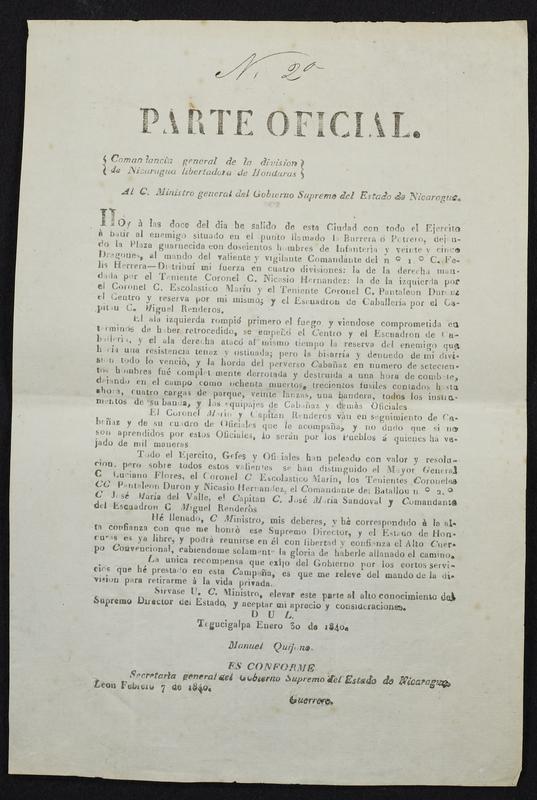 N. 2º
PARTE OFICIAL.
{Comandancia general de la division}
{de Nicaragua libertadora de Honduras}
Al C. Ministro general del Gobierno Supremo del Estado de Nicaragua.
Hoy à las doce del dia he salido de esta Ciudad con todo el Ejercito
à batir al enemigo situado en el punto llamado la Burrera ó Potrero, dejan-
do la Plaza guarnecida con doscientos hombres de Infanteria y veinte y cinco
Dragones, al mando del valiente y vigilante Comandante del n º 1 º C. Fe-
lis Herrera—Distribuí mi fuerza en cuatro divisiones: la de la derecha man-
dada por el Teniente Coronel C. Nicasio Hernandez: la de la izquierda por
el Coronel C. Escolastico Marin y el Teniente Coronel C. Pantaleon Duron:
el Centro y reserva por mi mismo; y el Escuadron de Caballeria por el Ca-
pitan C. Miguel Renderos.
El ala izquierda rompió primero el fuego y viendose comprometida en
terminos de haber retrocedido, se empeñó el Centro y el Escuadron de Ca-
balleria, y el ala derecha atacó al mismo tiempo la reserva del enemigo que
hacia una resistencia tenaz y ostinada; pero la bisarria y denuedo de mi divi-
sion todo lo venció, y la horda del perverso Cabañaz en numero de setecien-
tos hombres fué completamente derrotada y destruida a una hora de combate,
dejando en el campo como ochenta muertos, trecientos fusiles contados hasta
ahora, cuatro cargas de parque, veinte lanzas, una bandera, todos los instru-
mentos de su banda, y los equipajes de Cabañaz y demás Oficiales
El Coronel Marin y Capitan Renderos ván en seguimiento de Ca-
bañaz y de su cuadro de Oficiales que le acompaña, y no dudo que si no
son aprendidos por estos Oficiales, lo serán por los Pueblos á quienes ha ve-
jado de mil maneras
Todo el Ejercito, Gefes y Oficiales han peleado con valor y resolu-
cion, pero sobre todos estos valientes se han distinguido el Mayor General
C Luciano Flores, el Coronel C Escolastico Marin, los Tenientes Coroneles
CC Pantaleon Duron y Nicasio Hernandez, el Comandante del Batallon n º 2.º
C José Maria del Valle, el Capitan C. José Maria Sandoval y Comandante
del Escuadron C Miguel Renderos
Hé llenado, C Ministro, mis deberes, y hè correspondido à la al-
ta confianza con que me honró ese Supremo Director, y el Estado de Hon-
duras es ya libre, y podrá reunirse en él con libertad y confianza el Alto Cuer-
po Convencional, cabiendome solamente la gloria de haberle allanado el camino.
La unica recompensa que exijo del Gobierno por los cortos servi-
cios que hé prestado en esta Campaña, es que me releve del mando de la di-
vision para retirarme à la vida privada.
Sirvase U. C. Ministro, elevar este parte al alto conocimiento del
Supremo Director del Estado, y aceptar mi aprecio y consideraciones.
D U L.
Tegucigalpa Enero 30 de 1840.
Manuel Quijano.
ES CONFORME
Secretaria general del Gobierno Supremo del Estado de Nicaragua.
Leon Febrero 7 de 1840.
Guerrero.